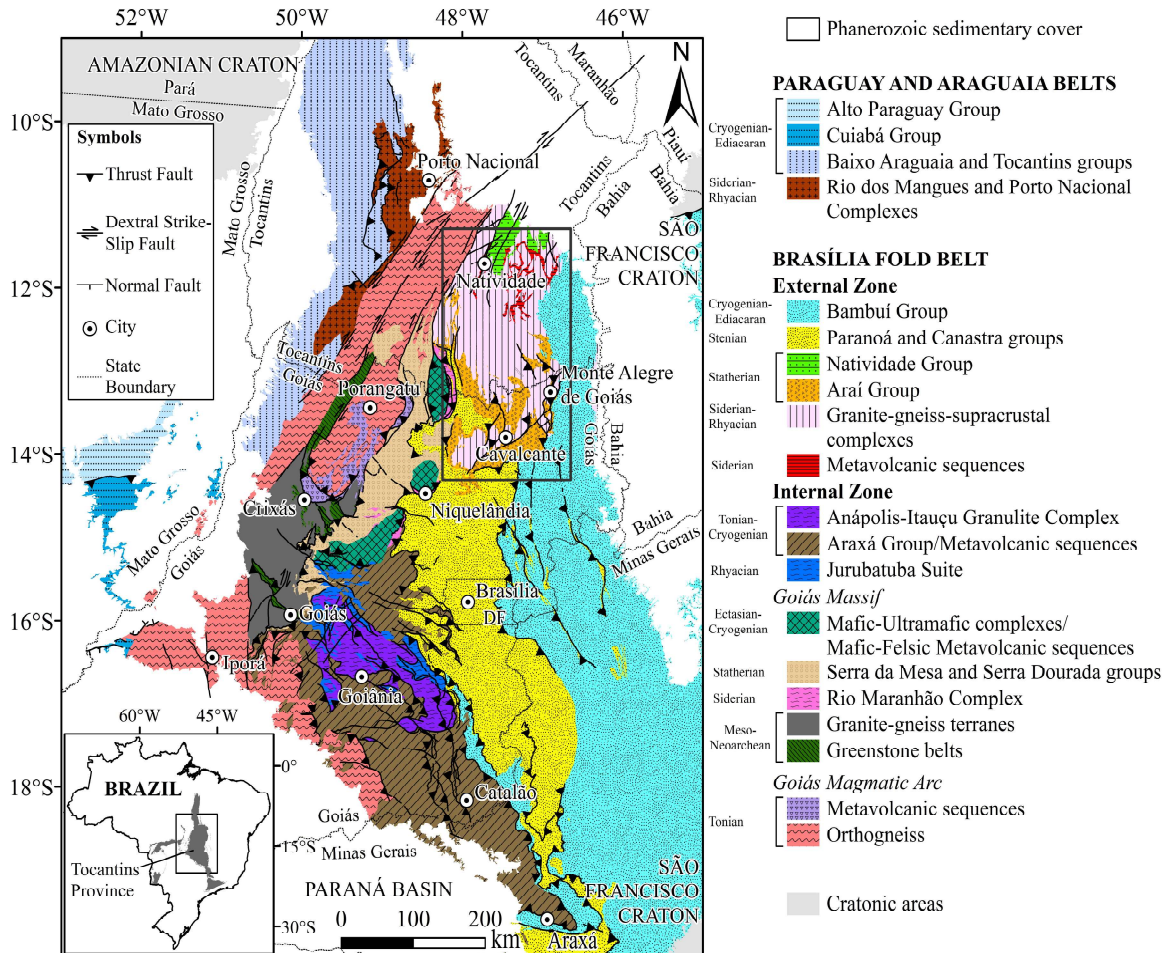 52°W
50°W
48°W
46°W
10°S
12°S
14°S
16°S
18°S
AMAZONIAN CRATON
Pará
Mato Grosso
Symbols
Thrust Fault
Dextral Strike-
Slip Fault
Normal Fault
City
State
Boundary
Mato Grosso
Tocantins
Tocantins
Maranhão
N
Piauí
Bahia
Tocantins
Bahia
Porto Nacional
SÃO
FRANCISCO
CRATON
Natividade
Tocantins
Goiás
Porangatu
Monte Alegre
de Goiás
Cavalcante
Goiás
Bahia
Crixás
Niquelândia
Mato Grosso
Goiás
Bahia
Minas Gerais
Goiás
Brasília
DF
Iporá
Goiânia
Catalão
Goiás
Minas Gerais
PARANÁ BASIN
0 100 200
km
Araxá
SÃO
FRANCISCO
CRATON
60°W
45°W
0°
15°S
30°S
BRAZIL
Tocantins
Province
Phanerozoic sedimentary cover
PARAGUAY AND ARAGUAIA BELTS
Cryogenian-
Ediacaran
Alto Paraguay Group
Cuiabá Group
Baixo Araguaia and Tocantins groups
Siderian-
Rhyacian
Rio dos Mangues and Porto Nacional
Complexes
BRASÍLIA FOLD BELT
External Zone
Cryogenian-
Ediacaran
Bambuí Group
Stenian
Paranoá and Canastra groups
Statherian
Natividade Group
Araí Group
Siderian-
Rhyacian
Granite-gneiss-supracrustal
complexes
Siderian
Metavolcanic sequences
Internal Zone
Tonian-
Cryogenian
Anápolis-Itauçu Granulite Complex
Araxá Group/Metavolcanic sequences
Rhyacian
Jurubatuba Suite
Goiás Massif
Ectasian-
Cryogenian
Mafic-Ultramafic complexes/
Mafic-Felsic Metavolcanic sequences
Statherian
Serra da Mesa and Serra Dourada groups
Siderian
Rio Maranhão Complex
Meso-
Neoarchean
Granite-gneiss terranes
Greenstone belts
Goiás Magmatic Arc
Tonian
Metavolcanic sequences
Orthogneiss
Cratonic areas